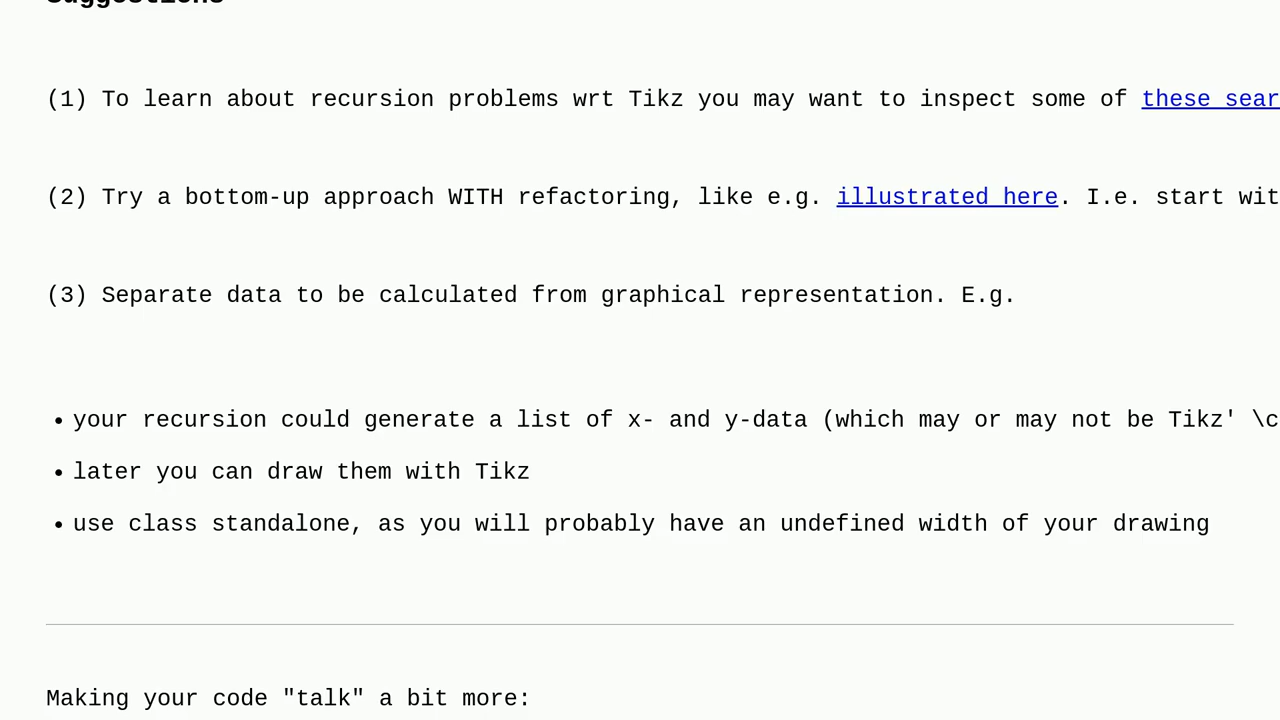 Suggestions
(1) To learn about recursion problems wrt Tikz you may want to inspect some of these sear
(2) Try a bottom-up approach WITH refactoring, like e.g. illustrated here. I.e. start wit
(3) Separate data to be calculated from graphical representation. E.g.
• your recursion could generate a list of x- and y-data (which may or may not be Tikz' \c
• later you can draw them with Tikz
• use class standalone, as you will probably have an undefined width of your drawing
Making your code "talk" a bit more: